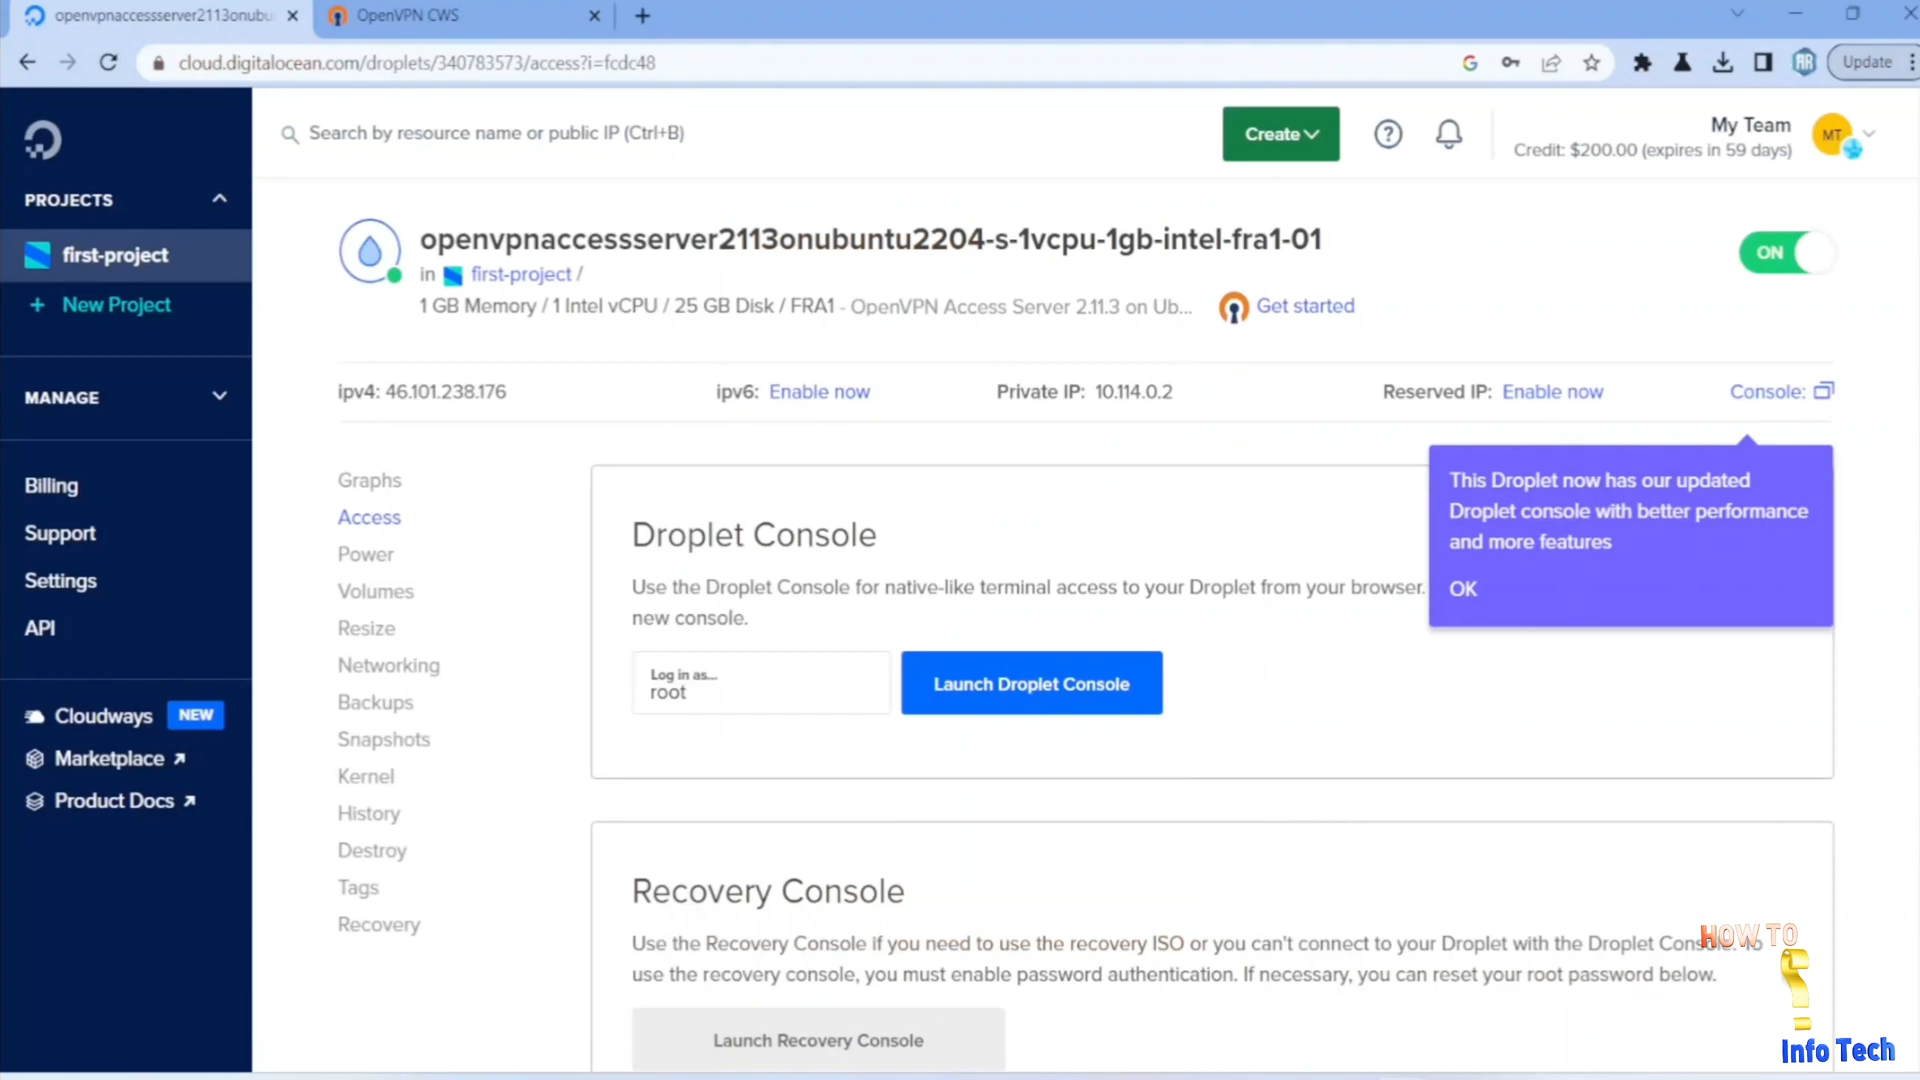 openvpnaccessserver2113onubu
OpenVPN CWS
cloud.digitalocean.com/droplets/340783573/access?i=fcdc48
Update
Search by resource name or public IP (Ctrl+B)
Create
My Team
Credit: $200.00 (expires in 59 days)
MT
PROJECTS
first-project
+ New Project
MANAGE
Billing
Support
Settings
API
Cloudways NEW
Marketplace
Product Docs
openvpnaccessserver2113onubuntu2204-s-1vcpu-1gb-intel-fra1-01
ON
in first-project /
1 GB Memory / 1 Intel vCPU / 25 GB Disk / FRA1 - OpenVPN Access Server 2.11.3 on Ub... Get started
ipv4: 46.101.238.176 ipv6: Enable now Private IP: 10.114.0.2 Reserved IP: Enable now Console:
This Droplet now has our updated
Droplet console with better performance
and more features
OK
Graphs
Access
Power
Volumes
Resize
Networking
Backups
Snapshots
Kernel
History
Destroy
Tags
Recovery
Droplet Console
Use the Droplet Console for native-like terminal access to your Droplet from your browser.
new console.
Log in as...
root
Launch Droplet Console
Recovery Console
Use the Recovery Console if you need to use the recovery ISO or you can't connect to your Droplet with the Droplet Console. To
use the recovery console, you must enable password authentication. If necessary, you can reset your root password below.
Launch Recovery Console
HOW TO
?
Info Tech